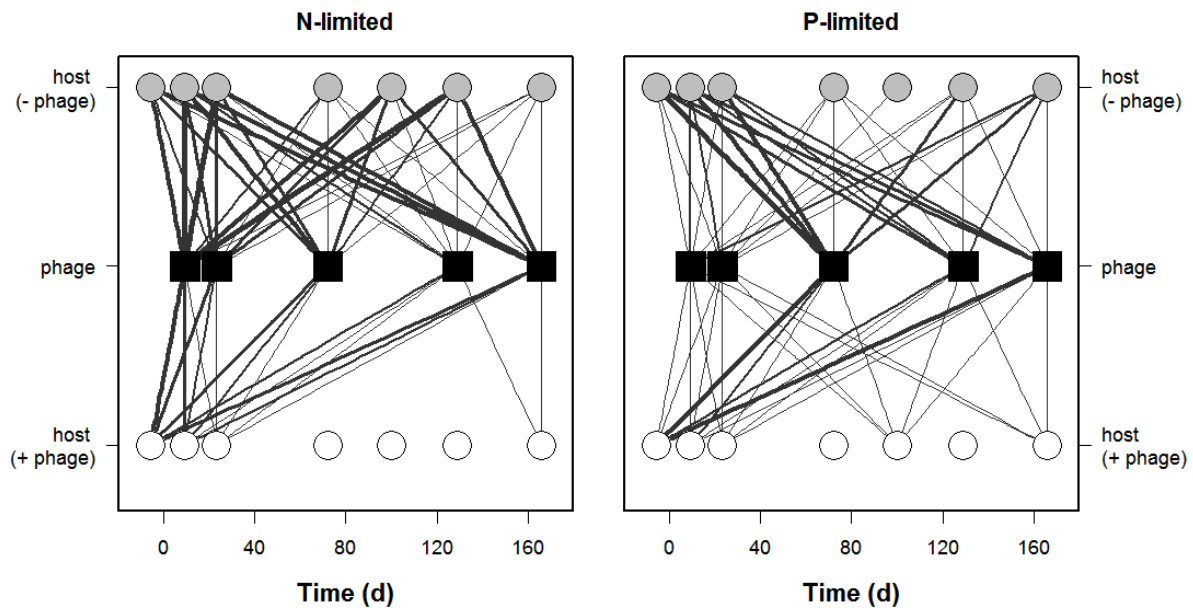 N-limited
P-limited
host
(- phage)
phage
host
(+ phage)
host
(- phage)
phage
host
(+ phage)
0 40 80 120 160
0 40 80 120 160
Time (d)
Time (d)